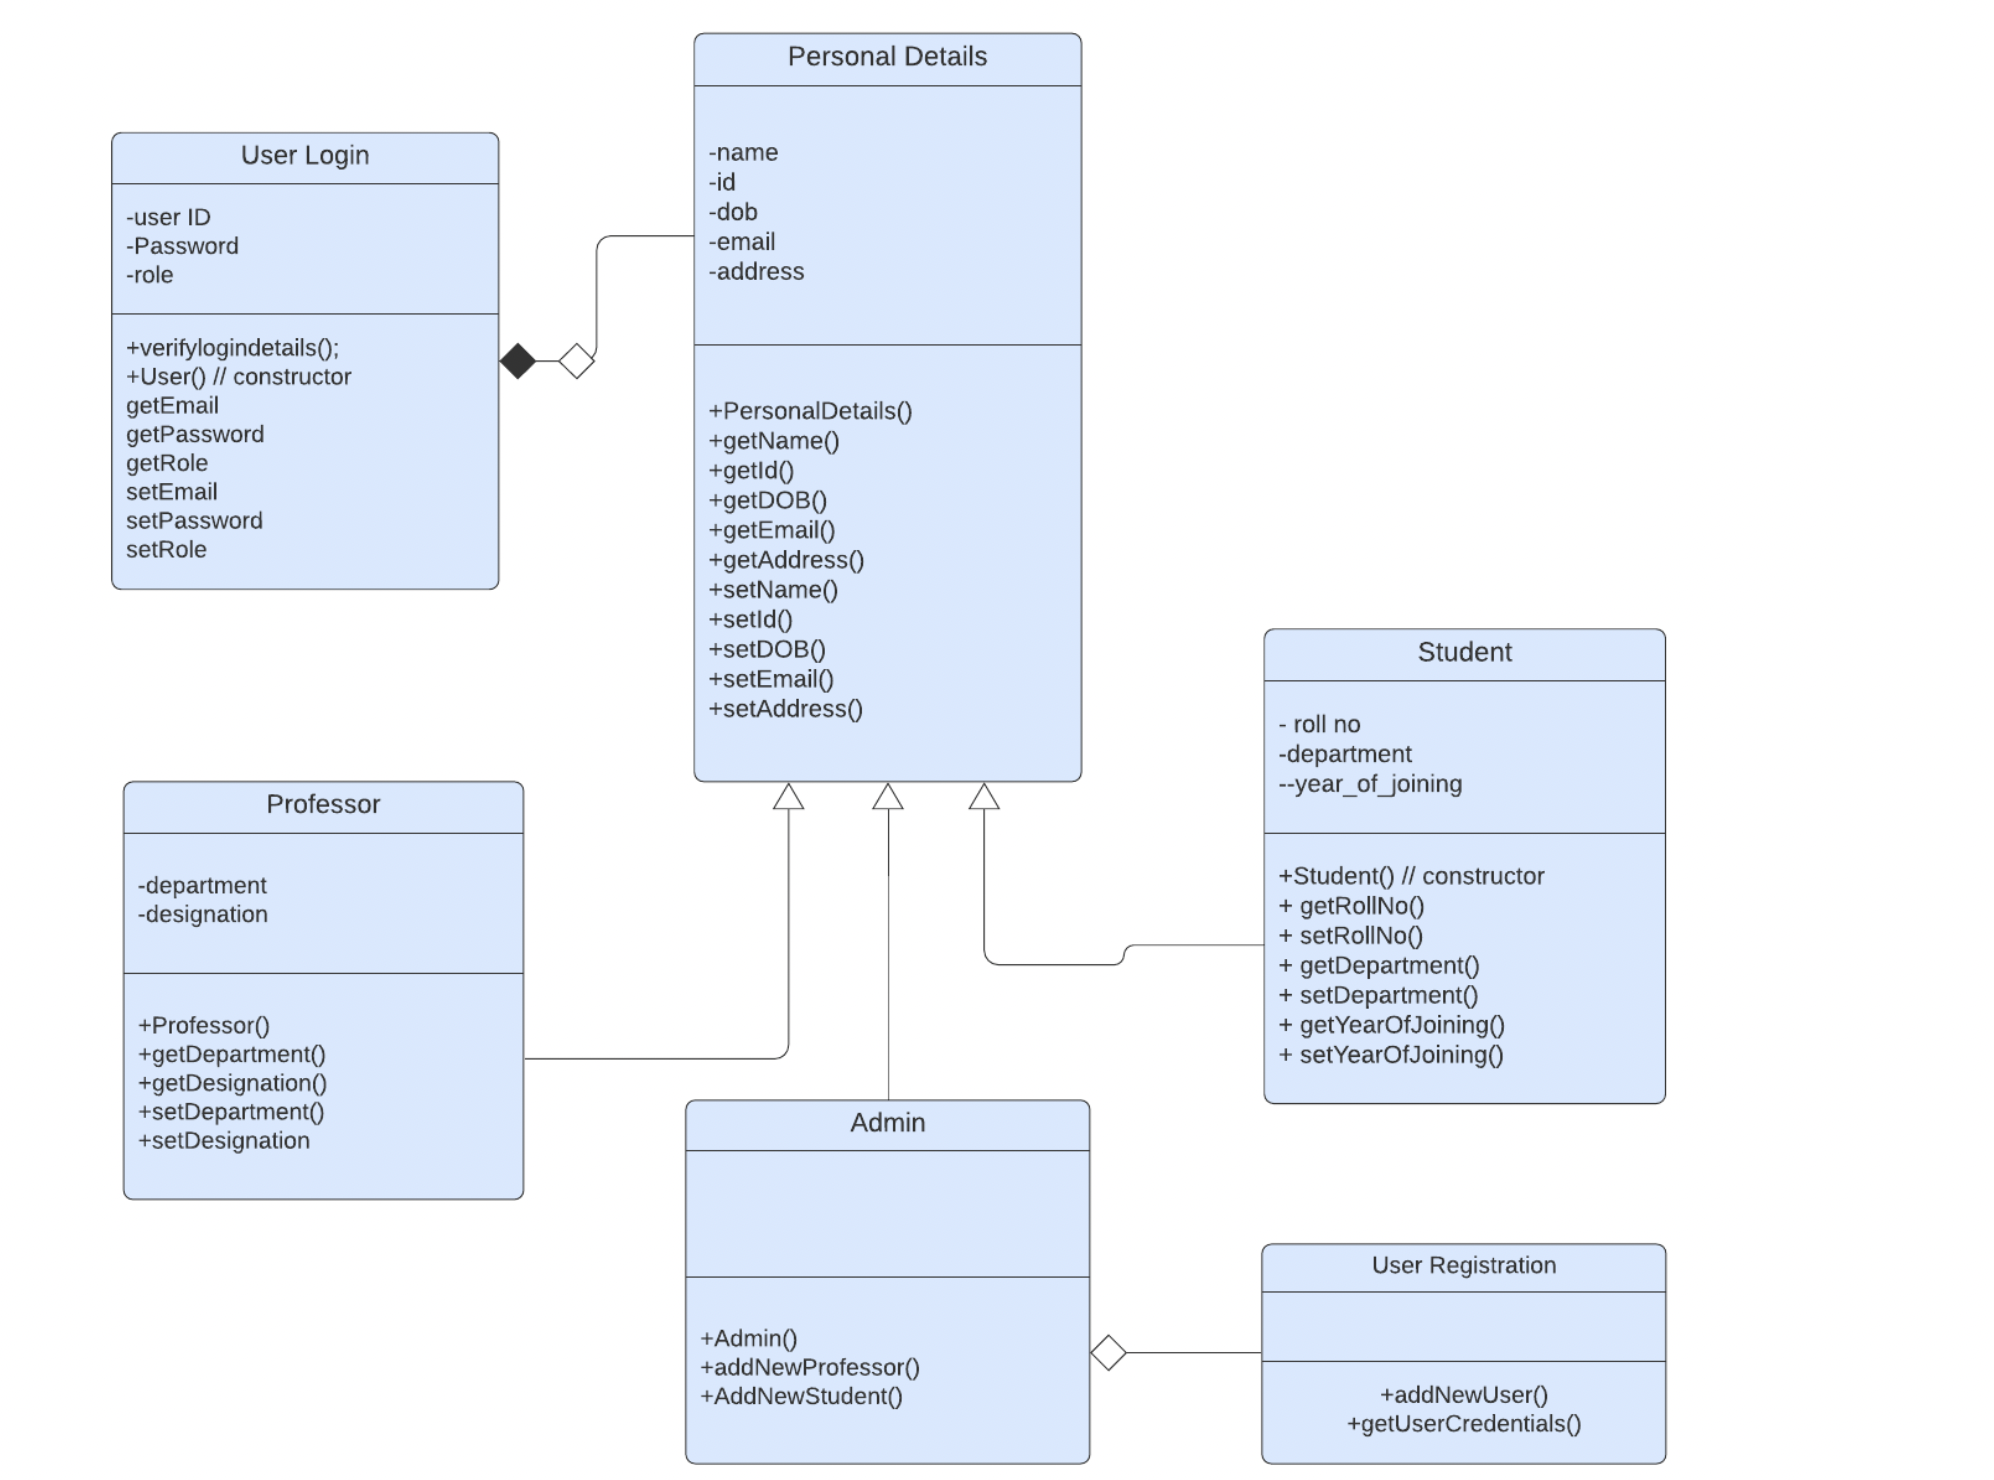 Personal Details
-name
-id
-dob
-email
-address
+PersonalDetails()
+getName()
+getId()
+getDOB()
+getEmail()
+getAddress()
+setName()
+setId()
+setDOB()
+setEmail()
+setAddress()
User Login
-user ID
-Password
-role
+verifylogindetails();
+User() // constructor
getEmail
getPassword
getRole
setEmail
setPassword
setRole
Student
- roll no
-department
--year_of_joining
+Student() // constructor
+ getRollNo()
+ setRollNo()
+ getDepartment()
+ setDepartment()
+ getYearOfJoining()
+ setYearOfJoining()
Professor
-department
-designation
+Professor()
+getDepartment()
+getDesignation()
+setDepartment()
+setDesignation
Admin
+Admin()
+addNewProfessor()
+AddNewStudent()
User Registration
+addNewUser()
+getUserCredentials()